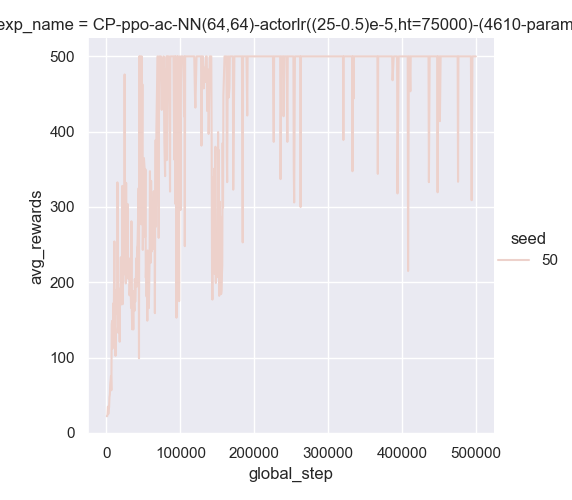 exp_name = CP-ppo-ac-NN(64,64)-actorlr((25-0.5)e-5,ht=75000)-(4610-param
500
400
300
200
100
0
avg_rewards
0 100000 200000 300000 400000 500000
global_step
seed
50